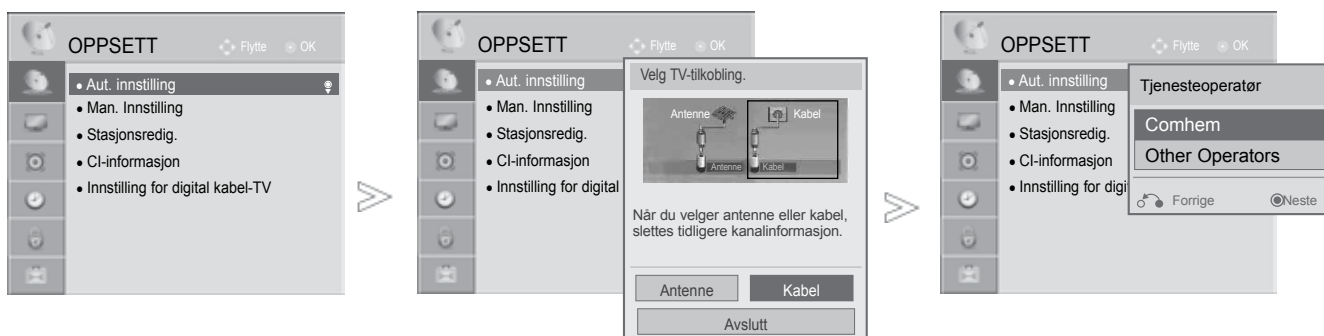 OPPSETT
Flytte OK
• Aut. innstilling
• Man. Innstilling
• Stasjonsredig.
• CI-informasjon
• Innstilling for digital kabel-TV
OPPSETT
Flytte OK
• Aut. innstilling
• Man. Innstilling
• Stasjonsredig.
• CI-informasjon
• Innstilling for digital
Velg TV-tilkobling.
Antenne Kabel
Antenne Kabel
Når du velger antenne eller kabel,
slettes tidligere kanalinformasjon.
Antenne Kabel
Avslutt
OPPSETT
Flytte OK
• Aut. innstilling
• Man. Innstilling
• Stasjonsredig.
• CI-informasjon
• Innstilling for digi
Tjenesteoperatør
Comhem
Other Operators
Forrige Neste